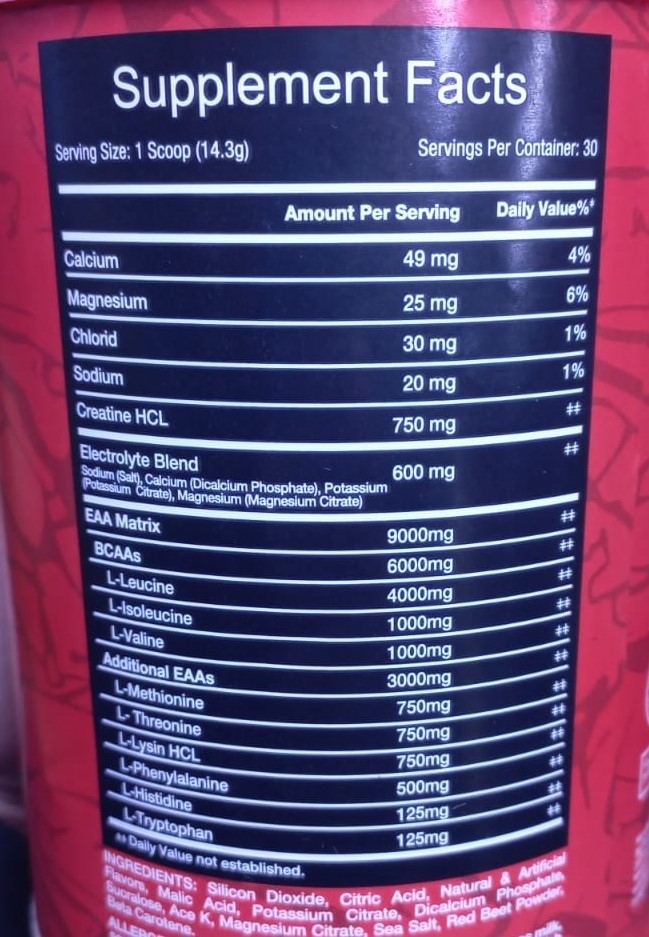 Supplement Facts
Serving Size: 1 Scoop (14.3g) Servings Per Container: 30
Amount Per Serving Daily Value%*
Calcium 49 mg 4%
Magnesium 25 mg 6%
Chlorid 30 mg 1%
Sodium 20 mg 1%
Creatine HCL 750 mg ‡‡
Electrolyte Blend 600 mg ‡‡
Sodium (Salt), Calcium (Dicalcium Phosphate), Potassium
(Potassium Citrate), Magnesium (Magnesium Citrate)
EAA Matrix 9000mg ‡‡
BCAAs 6000mg ‡‡
L-Leucine 4000mg ‡‡
L-Isoleucine 1000mg ‡‡
L-Valine 1000mg ‡‡
Additional EAAs 3000mg ‡‡
L-Methionine 750mg ‡‡
L- Threonine 750mg ‡‡
L-Lysin HCL 750mg ‡‡
L-Phenylalanine 500mg ‡‡
L-Histidine 125mg ‡‡
L-Tryptophan 125mg ‡‡
‡‡ Daily Value not established.
INGREDIENTS: Silicon Dioxide, Citric Acid, Natural & Artificial
Flavors, Malic Acid, Potassium Citrate, Dicalcium Phosphate,
Sucralose, Ace K, Magnesium Citrate, Sea Salt, Red Beet Powder,
Beta Carotene.
milk,